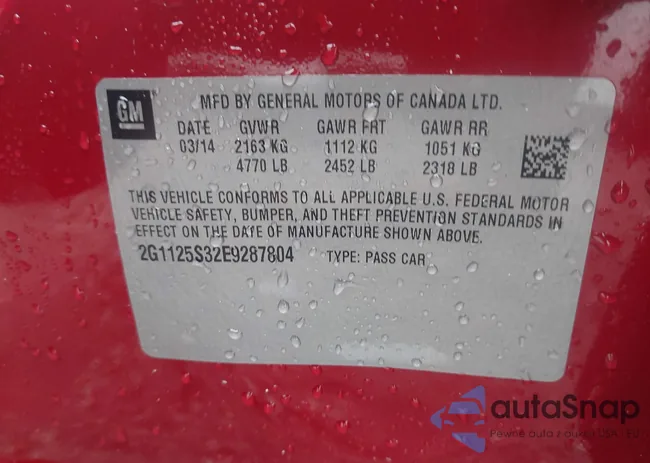 GM
MFD BY GENERAL MOTORS OF CANADA LTD.
DATE GVWR GAWR FRT GAWR RR
03/14 2163 KG 1112 KG 1051 KG
4770 LB 2452 LB 2318 LB
THIS VEHICLE CONFORMS TO ALL APPLICABLE U.S. FEDERAL MOTOR
VEHICLE SAFETY, BUMPER, AND THEFT PREVENTION STANDARDS IN
EFFECT ON THE DATE OF MANUFACTURE SHOWN ABOVE.
2G1125S32E9287804 TYPE: PASS CAR
autaSnap
Pewne auta z